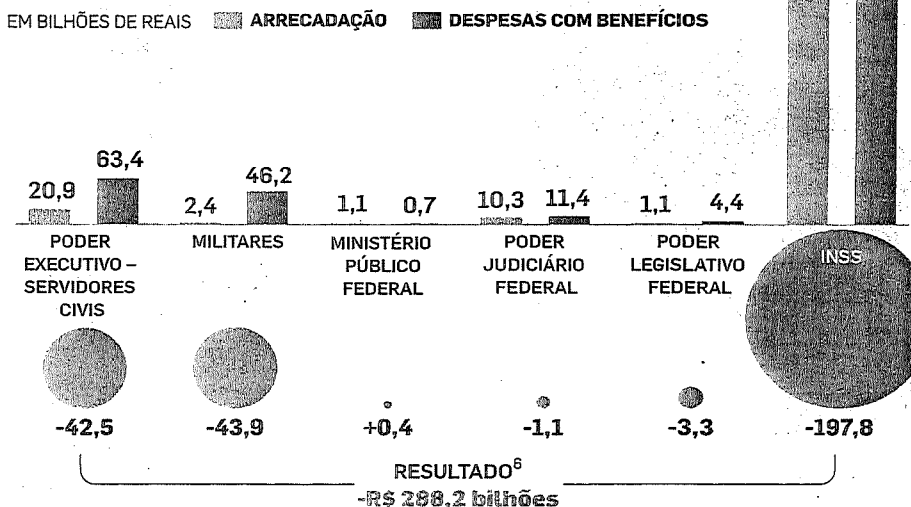 EM BILHÕES DE REAIS ARRECADAÇÃO DESPESAS COM BENEFÍCIOS
20,9 63,4 2,4 46,2 1,1 0,7 10,3 11,4 1,1 4,4
PODER EXECUTIVO – SERVIDORES CIVIS
MILITARES
MINISTÉRIO PÚBLICO FEDERAL
PODER JUDICIÁRIO FEDERAL
PODER LEGISLATIVO FEDERAL
INSS
-42,5 -43,9 +0,4 -1,1 -3,3 -197,8
RESULTADO⁶
-R$ 288,2 bilhões